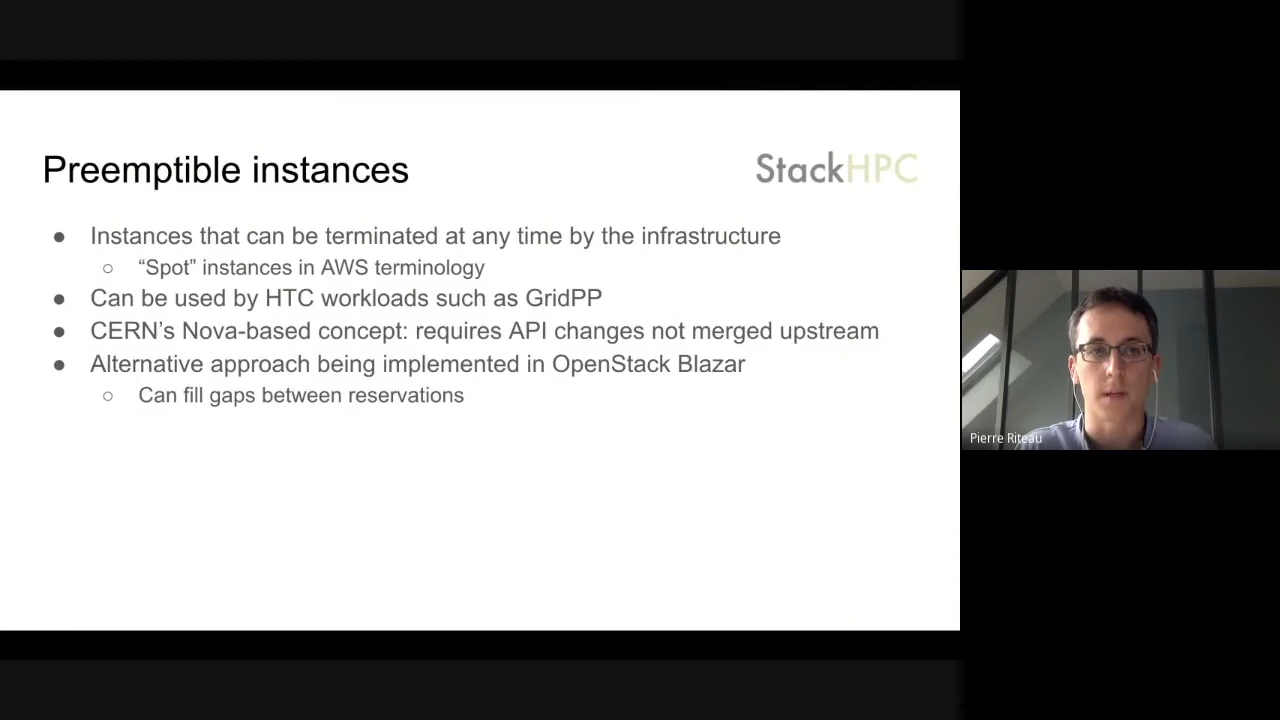 Preemptible instances
StackHPC
● Instances that can be terminated at any time by the infrastructure
○ “Spot” instances in AWS terminology
● Can be used by HTC workloads such as GridPP
● CERN’s Nova-based concept: requires API changes not merged upstream
● Alternative approach being implemented in OpenStack Blazar
○ Can fill gaps between reservations
Pierre Riteau